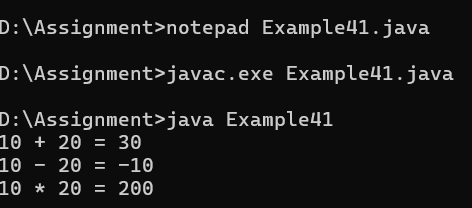 D:\Assignment>notepad Example41.java
D:\Assignment>javac.exe Example41.java
D:\Assignment>java Example41
10 + 20 = 30
10 - 20 = -10
10 * 20 = 200